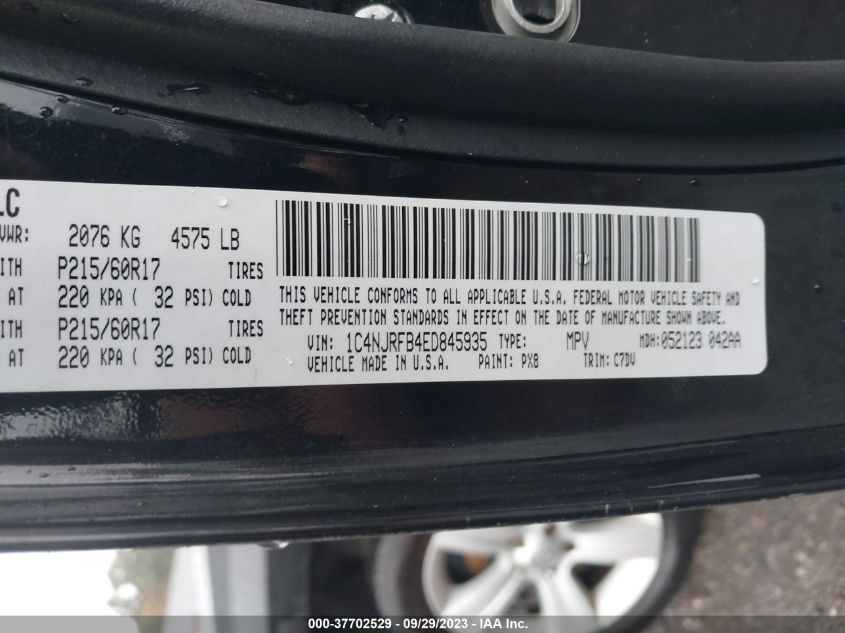 LC
VWR: 2076 KG 4575 LB
ITH P215/60R17 TIRES
AT 220 KPA ( 32 PSI) COLD
ITH P215/60R17 TIRES
AT 220 KPA ( 32 PSI) COLD
THIS VEHICLE CONFORMS TO ALL APPLICABLE U.S.A. FEDERAL MOTOR VEHICLE SAFETY AND
THEFT PREVENTION STANDARDS IN EFFECT ON THE DATE OF MANUFACTURE SHOWN ABOVE.
VIN: 1C4NJRFB4ED845935 TYPE: MPV MDH: 052123 042AA
VEHICLE MADE IN U.S.A. PAINT: PX8 TRIM: C7DV
000-37702529 - 09/29/2023 - IAA.